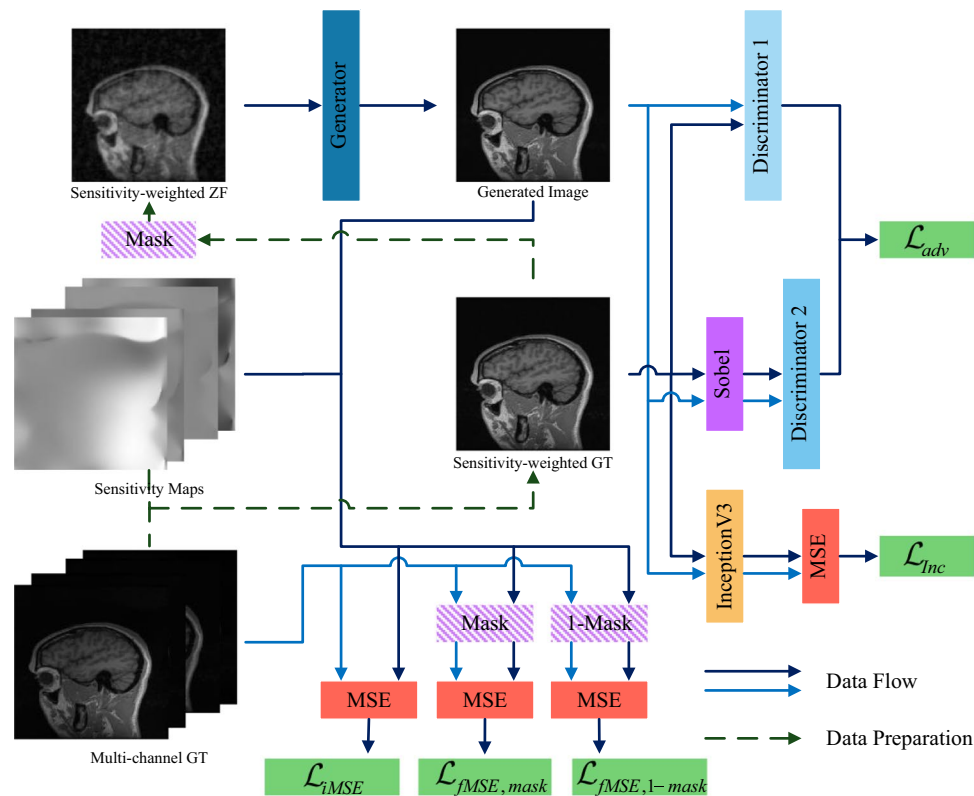 Sensitivity-weighted ZF
Generator
Generated Image
Discriminator 1
Mask
ℒadv
Sensitivity Maps
Sensitivity-weighted GT
Sobel
Discriminator 2
InceptionV3
MSE
ℒInc
Multi-channel GT
Mask
1-Mask
MSE
MSE
MSE
ℒiMSE
ℒfMSE,mask
ℒfMSE,1-mask
Data Flow
Data Preparation